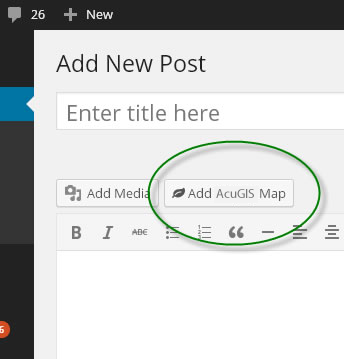 26 New
Add New Post
Enter title here
Add Media Add AcuGIS Map
B I ABC
6